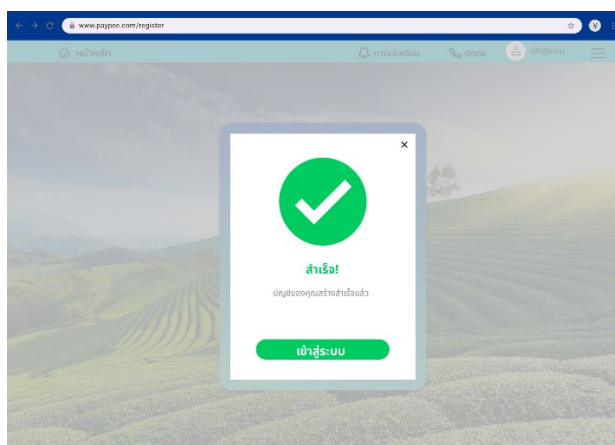 www.paypeo.com/register
หน้าหลัก
การแจ้งเตือน
ติดต่อ
เข้าสู่ระบบ
สำเร็จ!
บัญชีของคุณสร้างสำเร็จแล้ว
เข้าสู่ระบบ